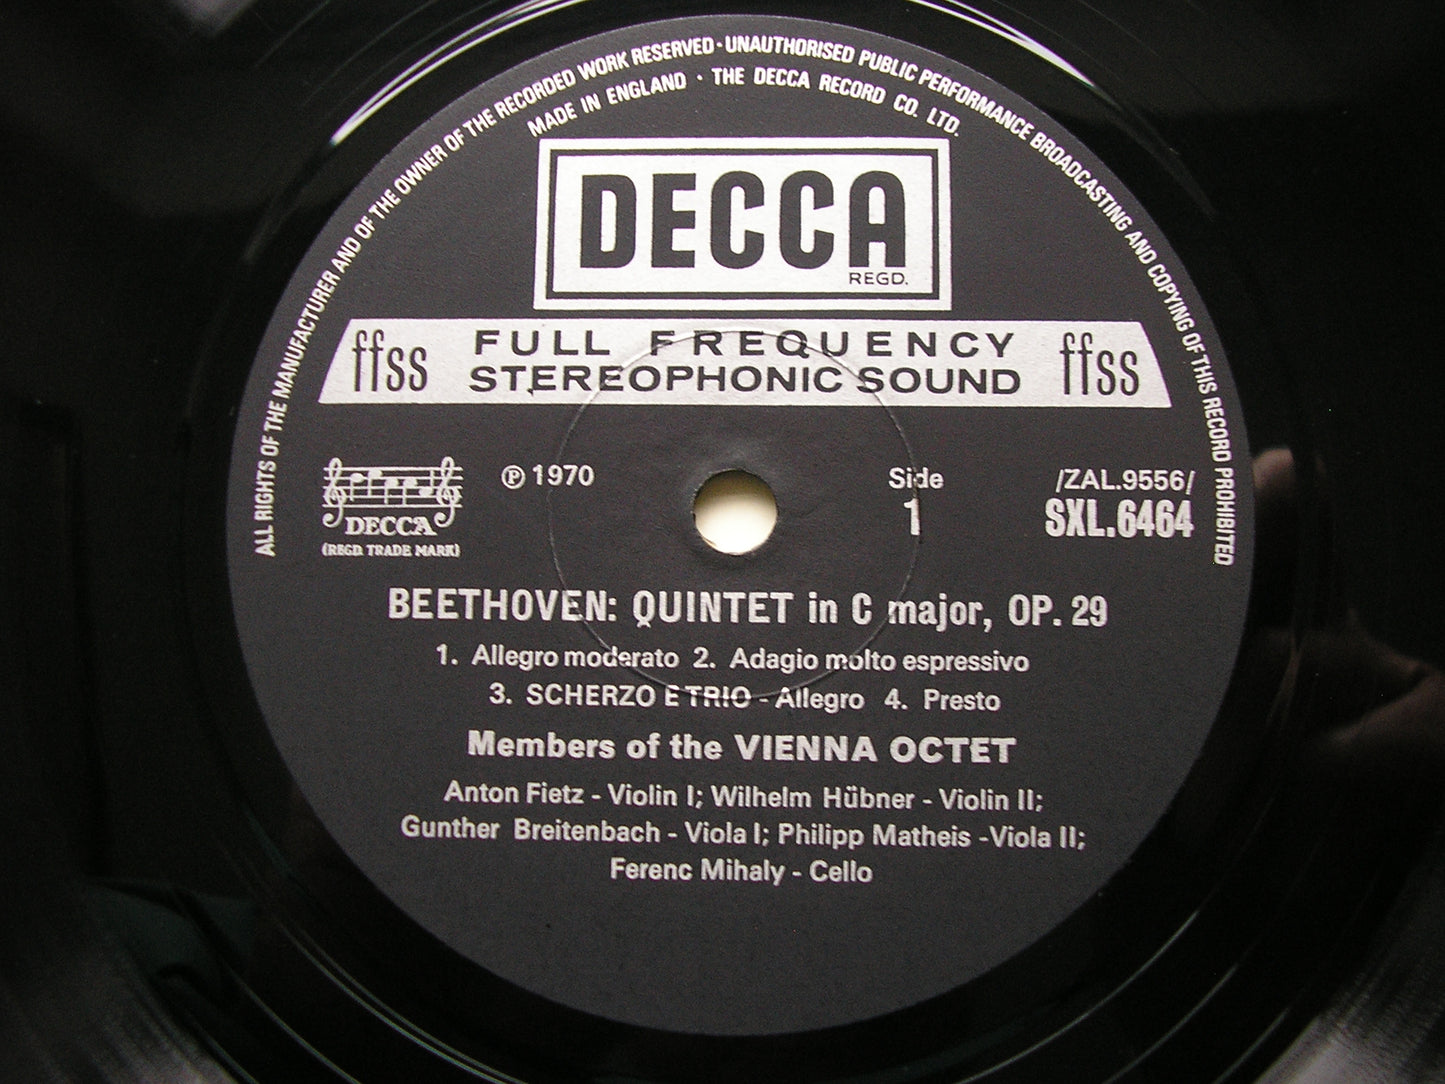 ALL RIGHTS OF THE MANUFACTURER AND OF THE OWNER OF THE RECORDED WORK RESERVED · UNAUTHORISED PUBLIC PERFORMANCE BROADCASTING AND COPYING OF THIS RECORD PROHIBITED
MADE IN ENGLAND · THE DECCA RECORD CO. LTD.
DECCA
REGD.
ffss FULL FREQUENCY STEREOPHONIC SOUND ffss
DECCA
(REGD. TRADE MARK)
℗ 1970
Side
1
/ZAL.9556/
SXL.6464
BEETHOVEN: QUINTET in C major, OP. 29
1. Allegro moderato 2. Adagio molto espressivo
3. SCHERZO E TRIO - Allegro 4. Presto
Members of the VIENNA OCTET
Anton Fietz - Violin I; Wilhelm Hübner - Violin II;
Gunther Breitenbach - Viola I; Philipp Matheis -Viola II;
Ferenc Mihaly - Cello